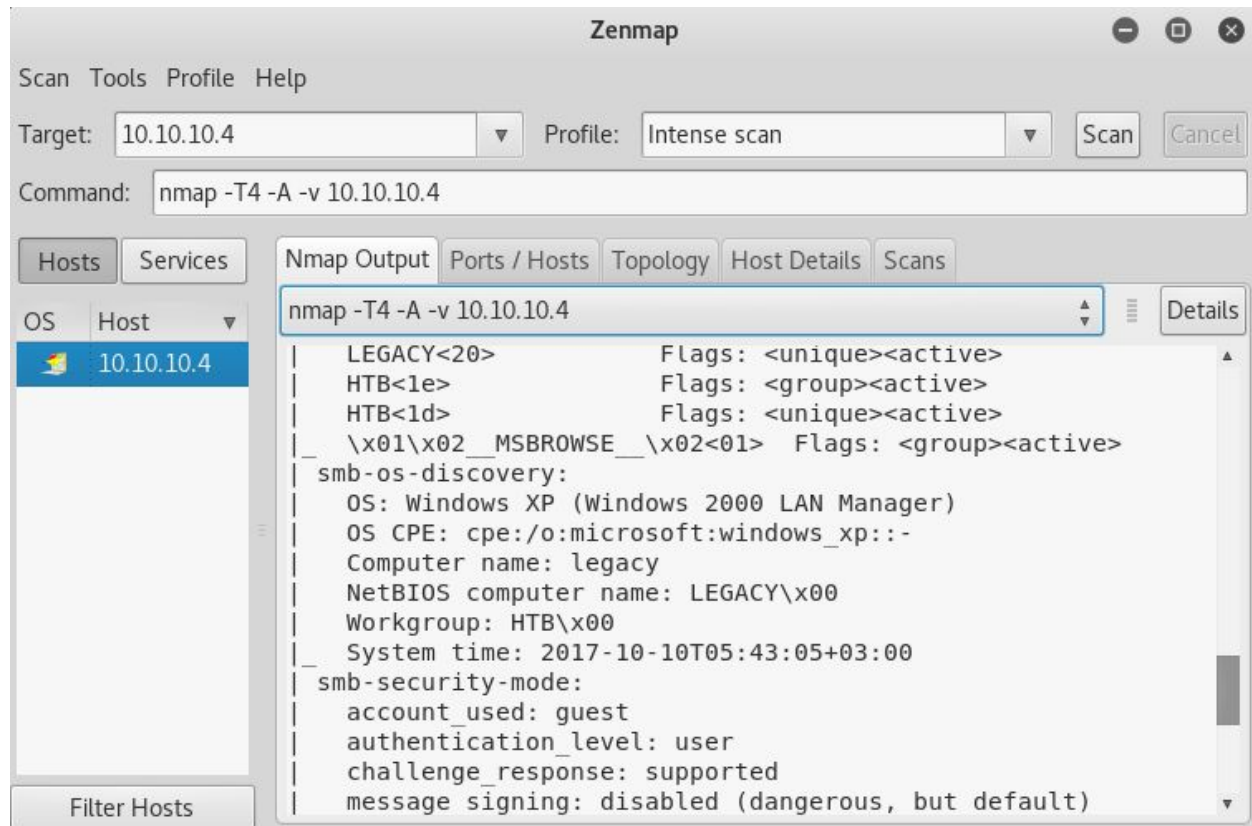 Zenmap
Scan Tools Profile Help
Target: 10.10.10.4 Profile: Intense scan Scan Cancel
Command: nmap -T4 -A -v 10.10.10.4
Hosts Services Nmap Output Ports / Hosts Topology Host Details Scans
nmap -T4 -A -v 10.10.10.4 Details
OS Host
10.10.10.4
|   LEGACY<20>           Flags: <unique><active>
|   HTB<1e>              Flags: <group><active>
|   HTB<1d>              Flags: <unique><active>
|_  \x01\x02__MSBROWSE__\x02<01>  Flags: <group><active>
| smb-os-discovery:
|   OS: Windows XP (Windows 2000 LAN Manager)
|   OS CPE: cpe:/o:microsoft:windows_xp::-
|   Computer name: legacy
|   NetBIOS computer name: LEGACY\x00
|   Workgroup: HTB\x00
|_  System time: 2017-10-10T05:43:05+03:00
| smb-security-mode:
|   account_used: guest
|   authentication_level: user
|   challenge_response: supported
|   message signing: disabled (dangerous, but default)
Filter Hosts